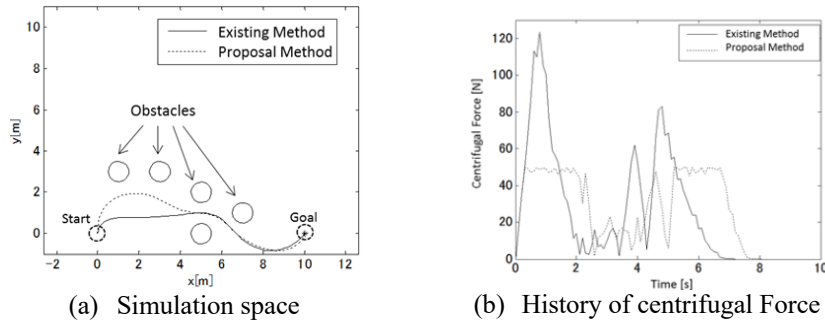 Existing Method
Proposal Method
Obstacles
Start
Goal
y[m]
10
8
6
4
2
0
-2 0 2 4 6 8 10 12
x[m]
(a) Simulation space
Existing Method
Proposal Method
Centrifugal Force [N]
120
100
80
60
40
20
0
0 2 4 6 8 10
Time [s]
(b) History of centrifugal Force